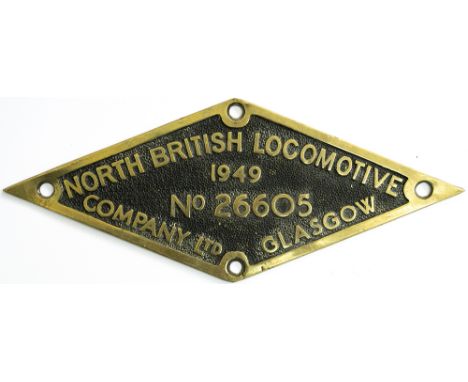 NORTH BRITISH LOCOMOTIVE
1949
No 26605
COMPANY LTD GLASGOW